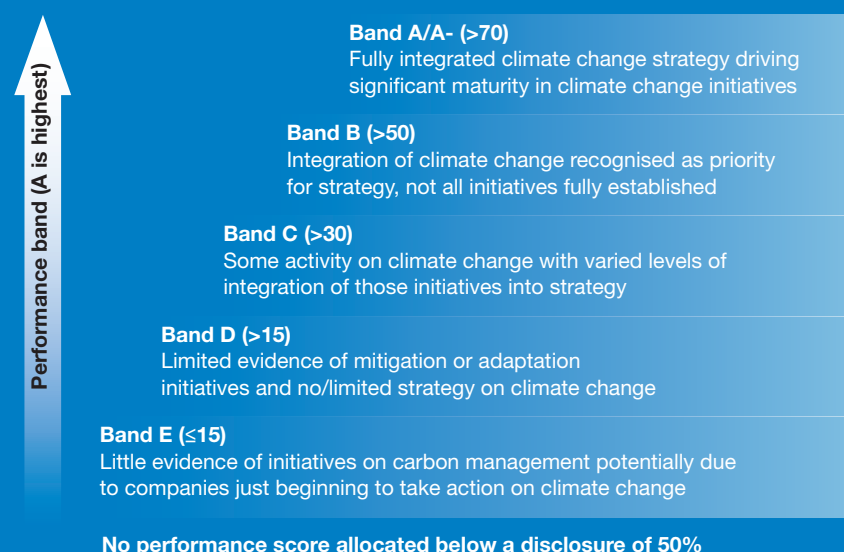 Performance band (A is highest)
Band A/A- (>70)
Fully integrated climate change strategy driving
significant maturity in climate change initiatives
Band B (>50)
Integration of climate change recognised as priority
for strategy, not all initiatives fully established
Band C (>30)
Some activity on climate change with varied levels of
integration of those initiatives into strategy
Band D (>15)
Limited evidence of mitigation or adaptation
initiatives and no/limited strategy on climate change
Band E (≤15)
Little evidence of initiatives on carbon management potentially due
to companies just beginning to take action on climate change
No performance score allocated below a disclosure of 50%